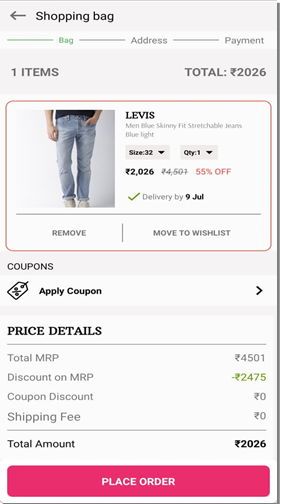 Shopping bag
Bag Address Payment
1 ITEMS TOTAL: ₹2026
LEVIS
Men Blue Skinny Fit Stretchable Jeans
Blue light
Size:32 Qty:1
₹2,026 ₹4,501 55% OFF
Delivery by 9 Jul
REMOVE MOVE TO WISHLIST
COUPONS
Apply Coupon
PRICE DETAILS
Total MRP ₹4501
Discount on MRP -₹2475
Coupon Discount ₹0
Shipping Fee ₹0
Total Amount ₹2026
PLACE ORDER